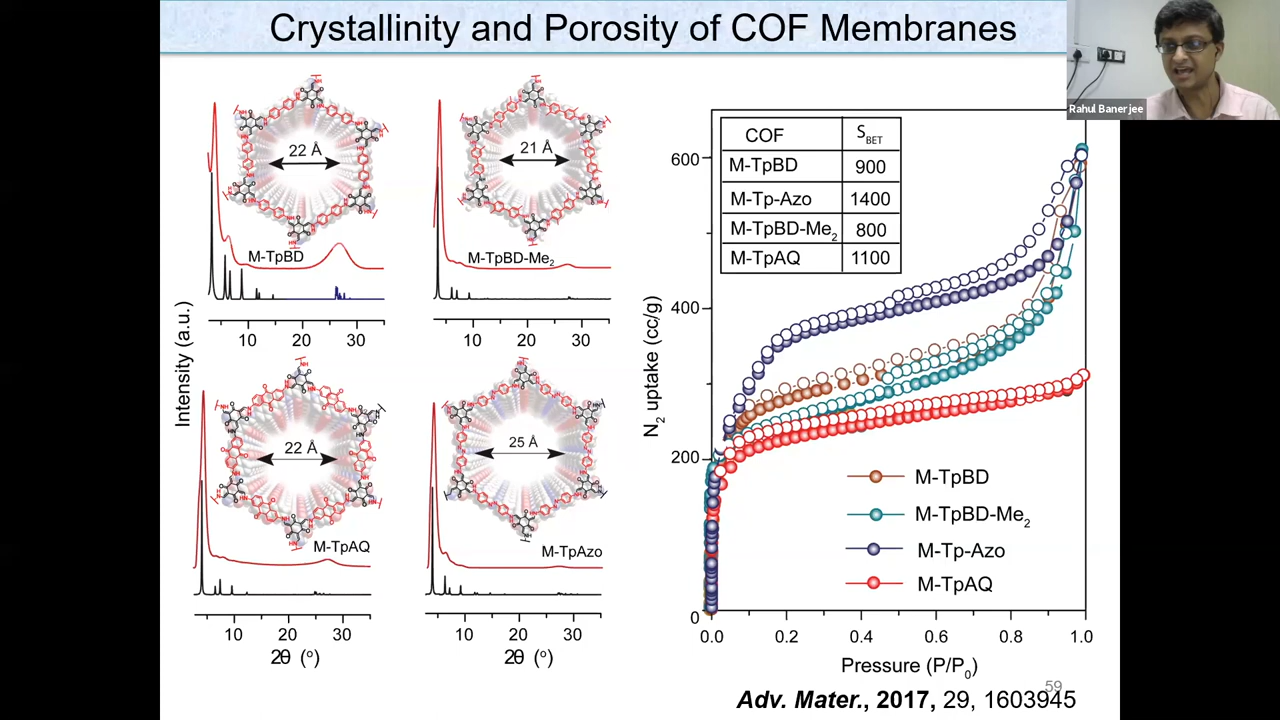 Crystallinity and Porosity of COF Membranes
Rahul Banerjee
22 Å
M-TpBD
21 Å
M-TpBD-Me2
10 20 30
10 20 30
Intensity (a.u.)
22 Å
M-TpAQ
25 Å
M-TpAzo
10 20 30
2θ (°)
10 20 30
2θ (°)
COF SBET
M-TpBD 900
M-Tp-Azo 1400
M-TpBD-Me2 800
M-TpAQ 1100
600
400
200
0
N2 uptake (cc/g)
M-TpBD
M-TpBD-Me2
M-Tp-Azo
M-TpAQ
0.0 0.2 0.4 0.6 0.8 1.0
Pressure (P/P0)
59
Adv. Mater., 2017, 29, 1603945